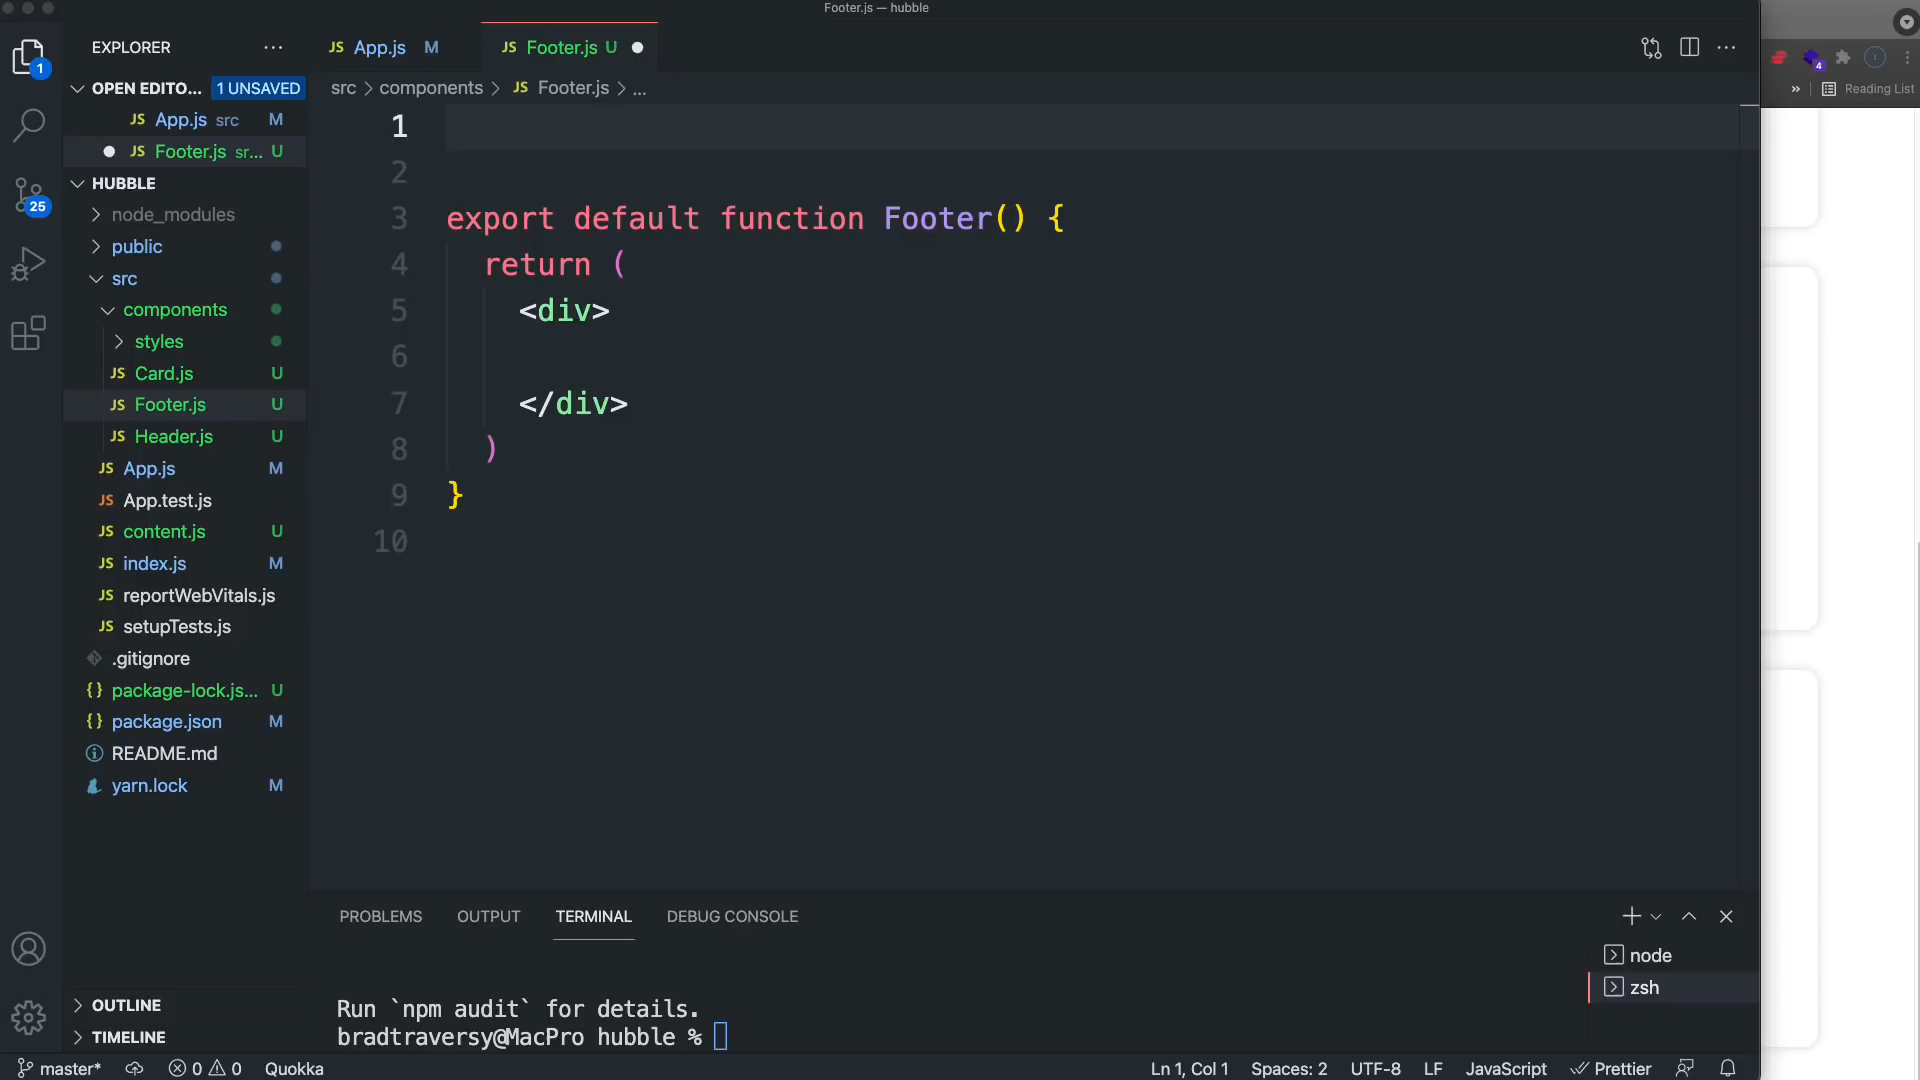 Footer.js — hubble
EXPLORER
JS App.js M
JS Footer.js U
1
4
Reading List
OPEN EDITO... 1 UNSAVED
src > components > JS Footer.js > ...
JS App.js src M
JS Footer.js sr... U
HUBBLE
25
node_modules
public
src
components
styles
JS Card.js U
JS Footer.js U
JS Header.js U
JS App.js M
JS App.test.js
JS content.js U
JS index.js M
JS reportWebVitals.js
JS setupTests.js
.gitignore
{} package-lock.js... U
{} package.json M
README.md
yarn.lock M
OUTLINE
TIMELINE
1
2
3 export default function Footer() {
4 return (
5 <div>
6
7 </div>
8 )
9 }
10
PROBLEMS OUTPUT TERMINAL DEBUG CONSOLE
node
zsh
Run `npm audit` for details.
bradtraversy@MacPro hubble %
master* 0 0 Quokka Ln 1, Col 1 Spaces: 2 UTF-8 LF JavaScript Prettier